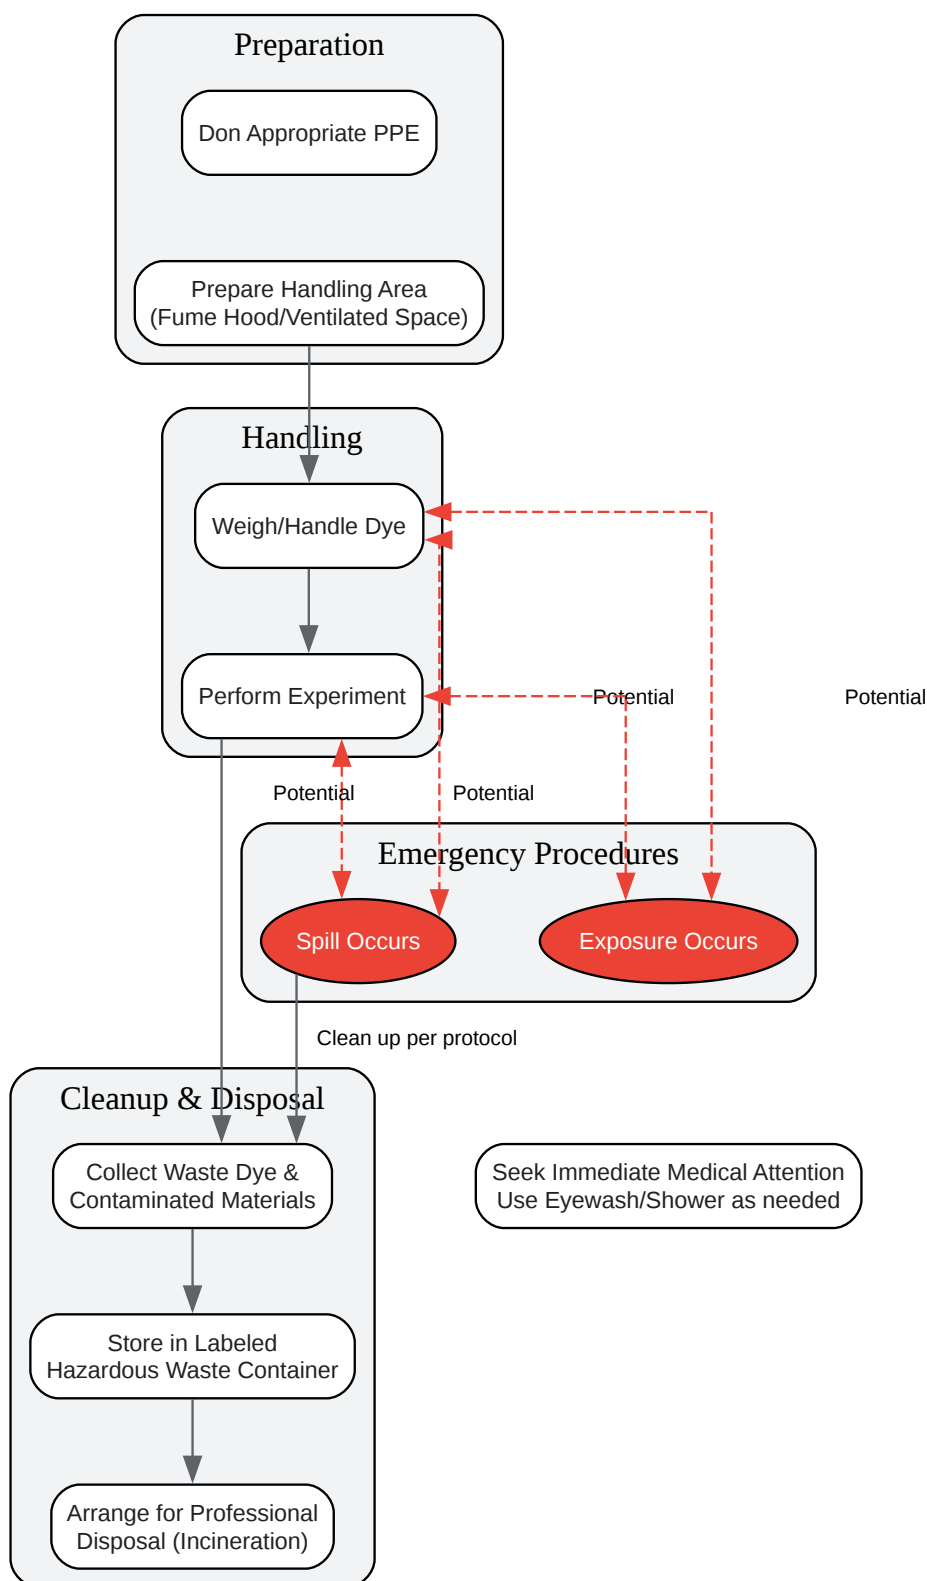 Preparation
Don Appropriate PPE
Prepare Handling Area
(Fume Hood/Ventilated Space)
Handling
Weigh/Handle Dye
Perform Experiment
Potential
Potential
Potential
Potential
Emergency Procedures
Spill Occurs
Exposure Occurs
Clean up per protocol
Cleanup & Disposal
Collect Waste Dye &
Contaminated Materials
Seek Immediate Medical Attention
Use Eyewash/Shower as needed
Store in Labeled
Hazardous Waste Container
Arrange for Professional
Disposal (Incineration)